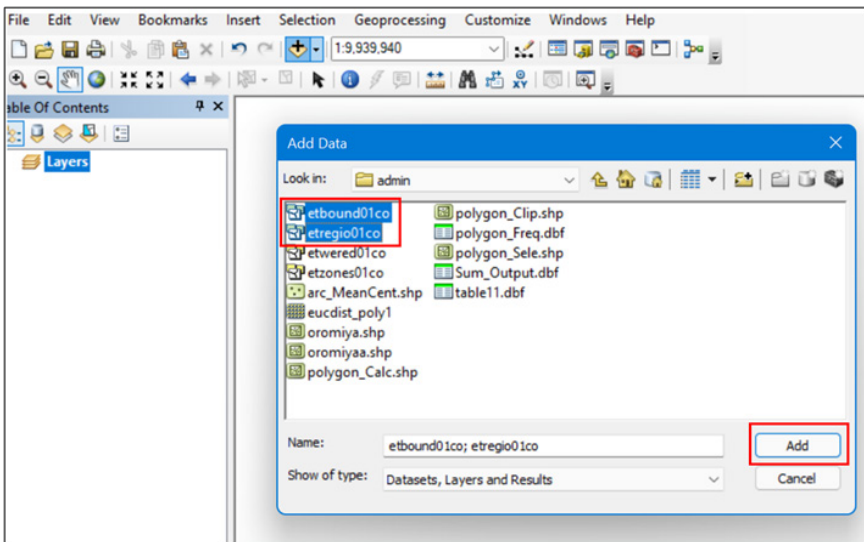 File Edit View Bookmarks Insert Selection Geoprocessing Customize Windows Help
1:9,939,940
able Of Contents
Layers
Add Data
Look in: admin
etbound01co
etregio01co
etwered01co
etzones01co
arc_MeanCent.shp
eucdist_poly1
oromiya.shp
oromiyaa.shp
polygon_Calc.shp
polygon_Clip.shp
polygon_Freq.dbf
polygon_Sele.shp
Sum_Output.dbf
table11.dbf
Name: etbound01co; etregio01co Add
Show of type: Datasets, Layers and Results Cancel